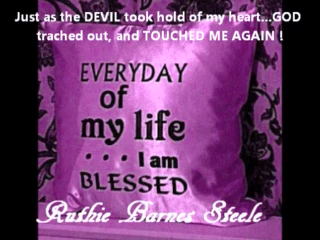 Just as the DEVIL took hold of my heart...GOD
trached out, and TOUCHED ME AGAIN !
EVERYDAY
of
my life
... I am
BLESSED
Ruthie Barnes Steele